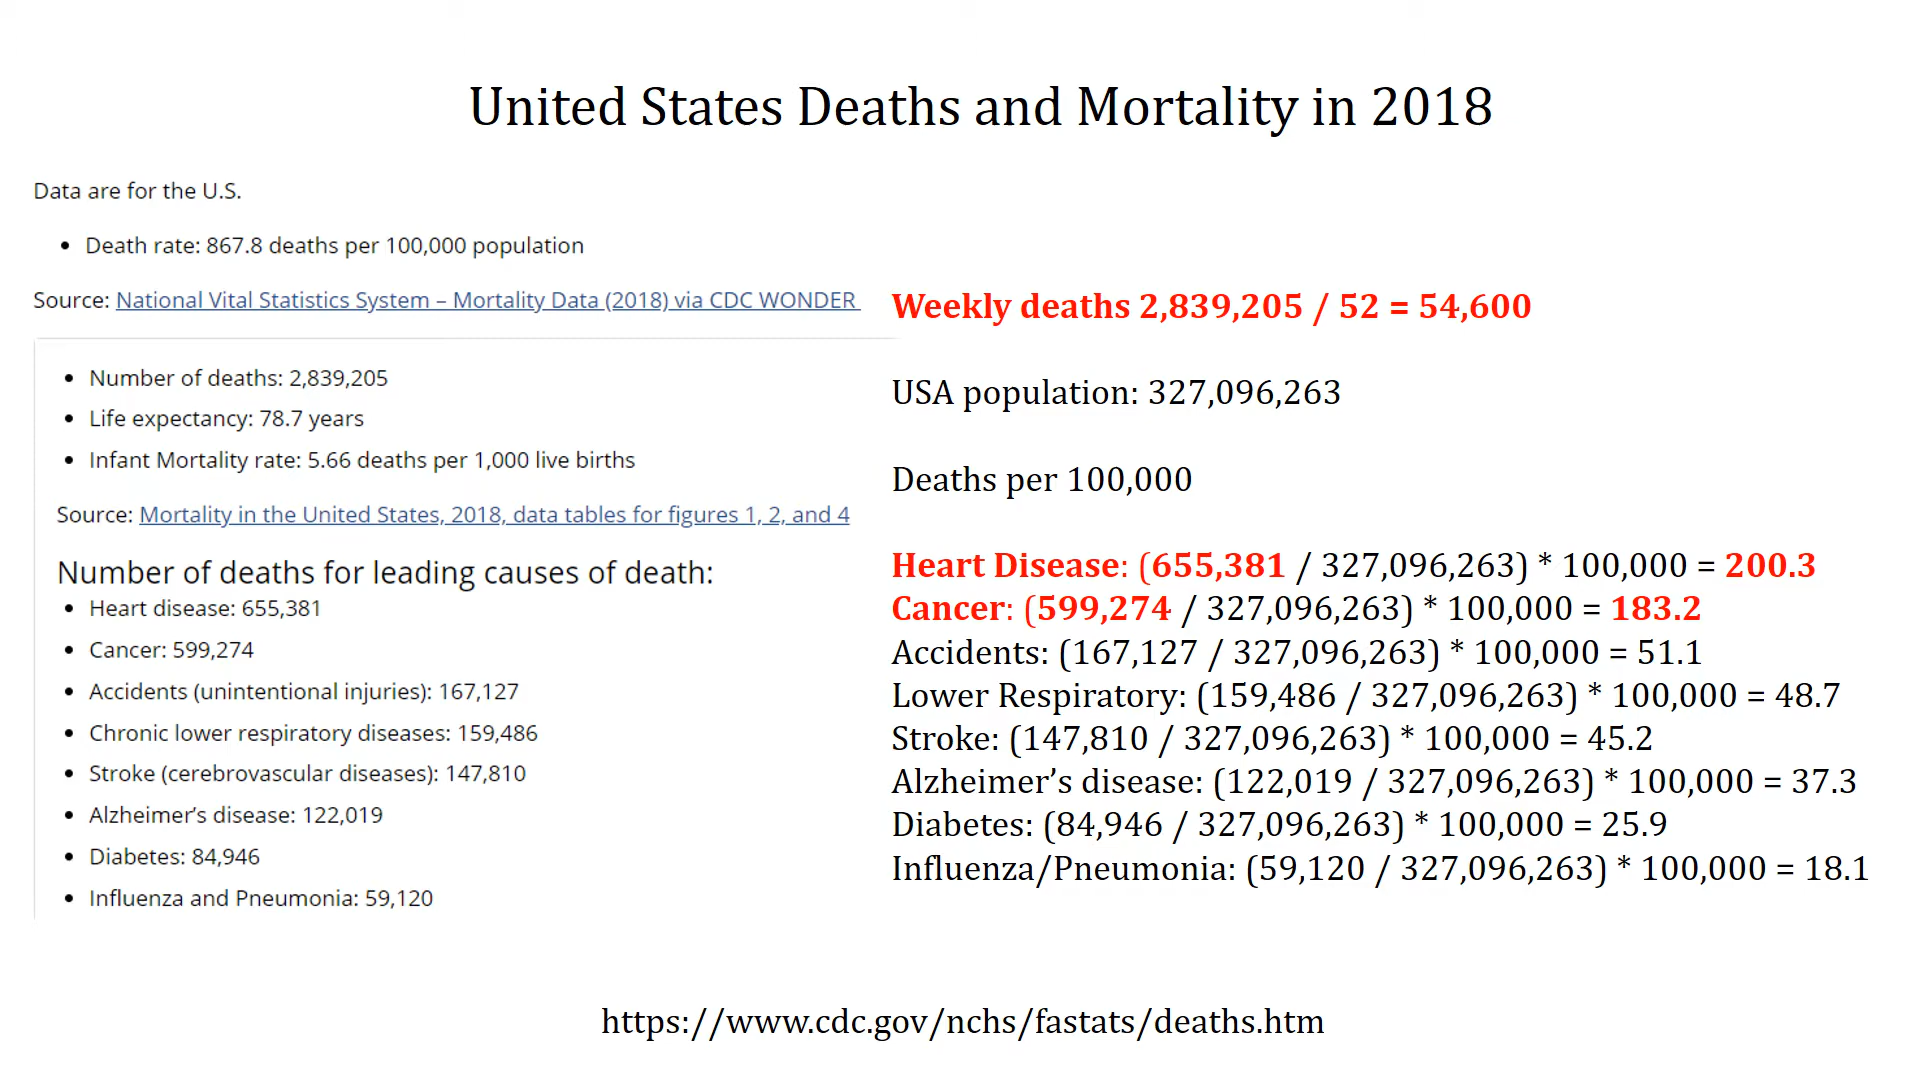 United States Deaths and Mortality in 2018
Data are for the U.S.
• Death rate: 867.8 deaths per 100,000 population
Source: National Vital Statistics System – Mortality Data (2018) via CDC WONDER
• Number of deaths: 2,839,205
• Life expectancy: 78.7 years
• Infant Mortality rate: 5.66 deaths per 1,000 live births
Source: Mortality in the United States, 2018, data tables for figures 1, 2, and 4
Number of deaths for leading causes of death:
• Heart disease: 655,381
• Cancer: 599,274
• Accidents (unintentional injuries): 167,127
• Chronic lower respiratory diseases: 159,486
• Stroke (cerebrovascular diseases): 147,810
• Alzheimer’s disease: 122,019
• Diabetes: 84,946
• Influenza and Pneumonia: 59,120
Weekly deaths 2,839,205 / 52 = 54,600
USA population: 327,096,263
Deaths per 100,000
Heart Disease: (655,381 / 327,096,263) * 100,000 = 200.3
Cancer: (599,274 / 327,096,263) * 100,000 = 183.2
Accidents: (167,127 / 327,096,263) * 100,000 = 51.1
Lower Respiratory: (159,486 / 327,096,263) * 100,000 = 48.7
Stroke: (147,810 / 327,096,263) * 100,000 = 45.2
Alzheimer’s disease: (122,019 / 327,096,263) * 100,000 = 37.3
Diabetes: (84,946 / 327,096,263) * 100,000 = 25.9
Influenza/Pneumonia: (59,120 / 327,096,263) * 100,000 = 18.1
https://www.cdc.gov/nchs/fastats/deaths.htm